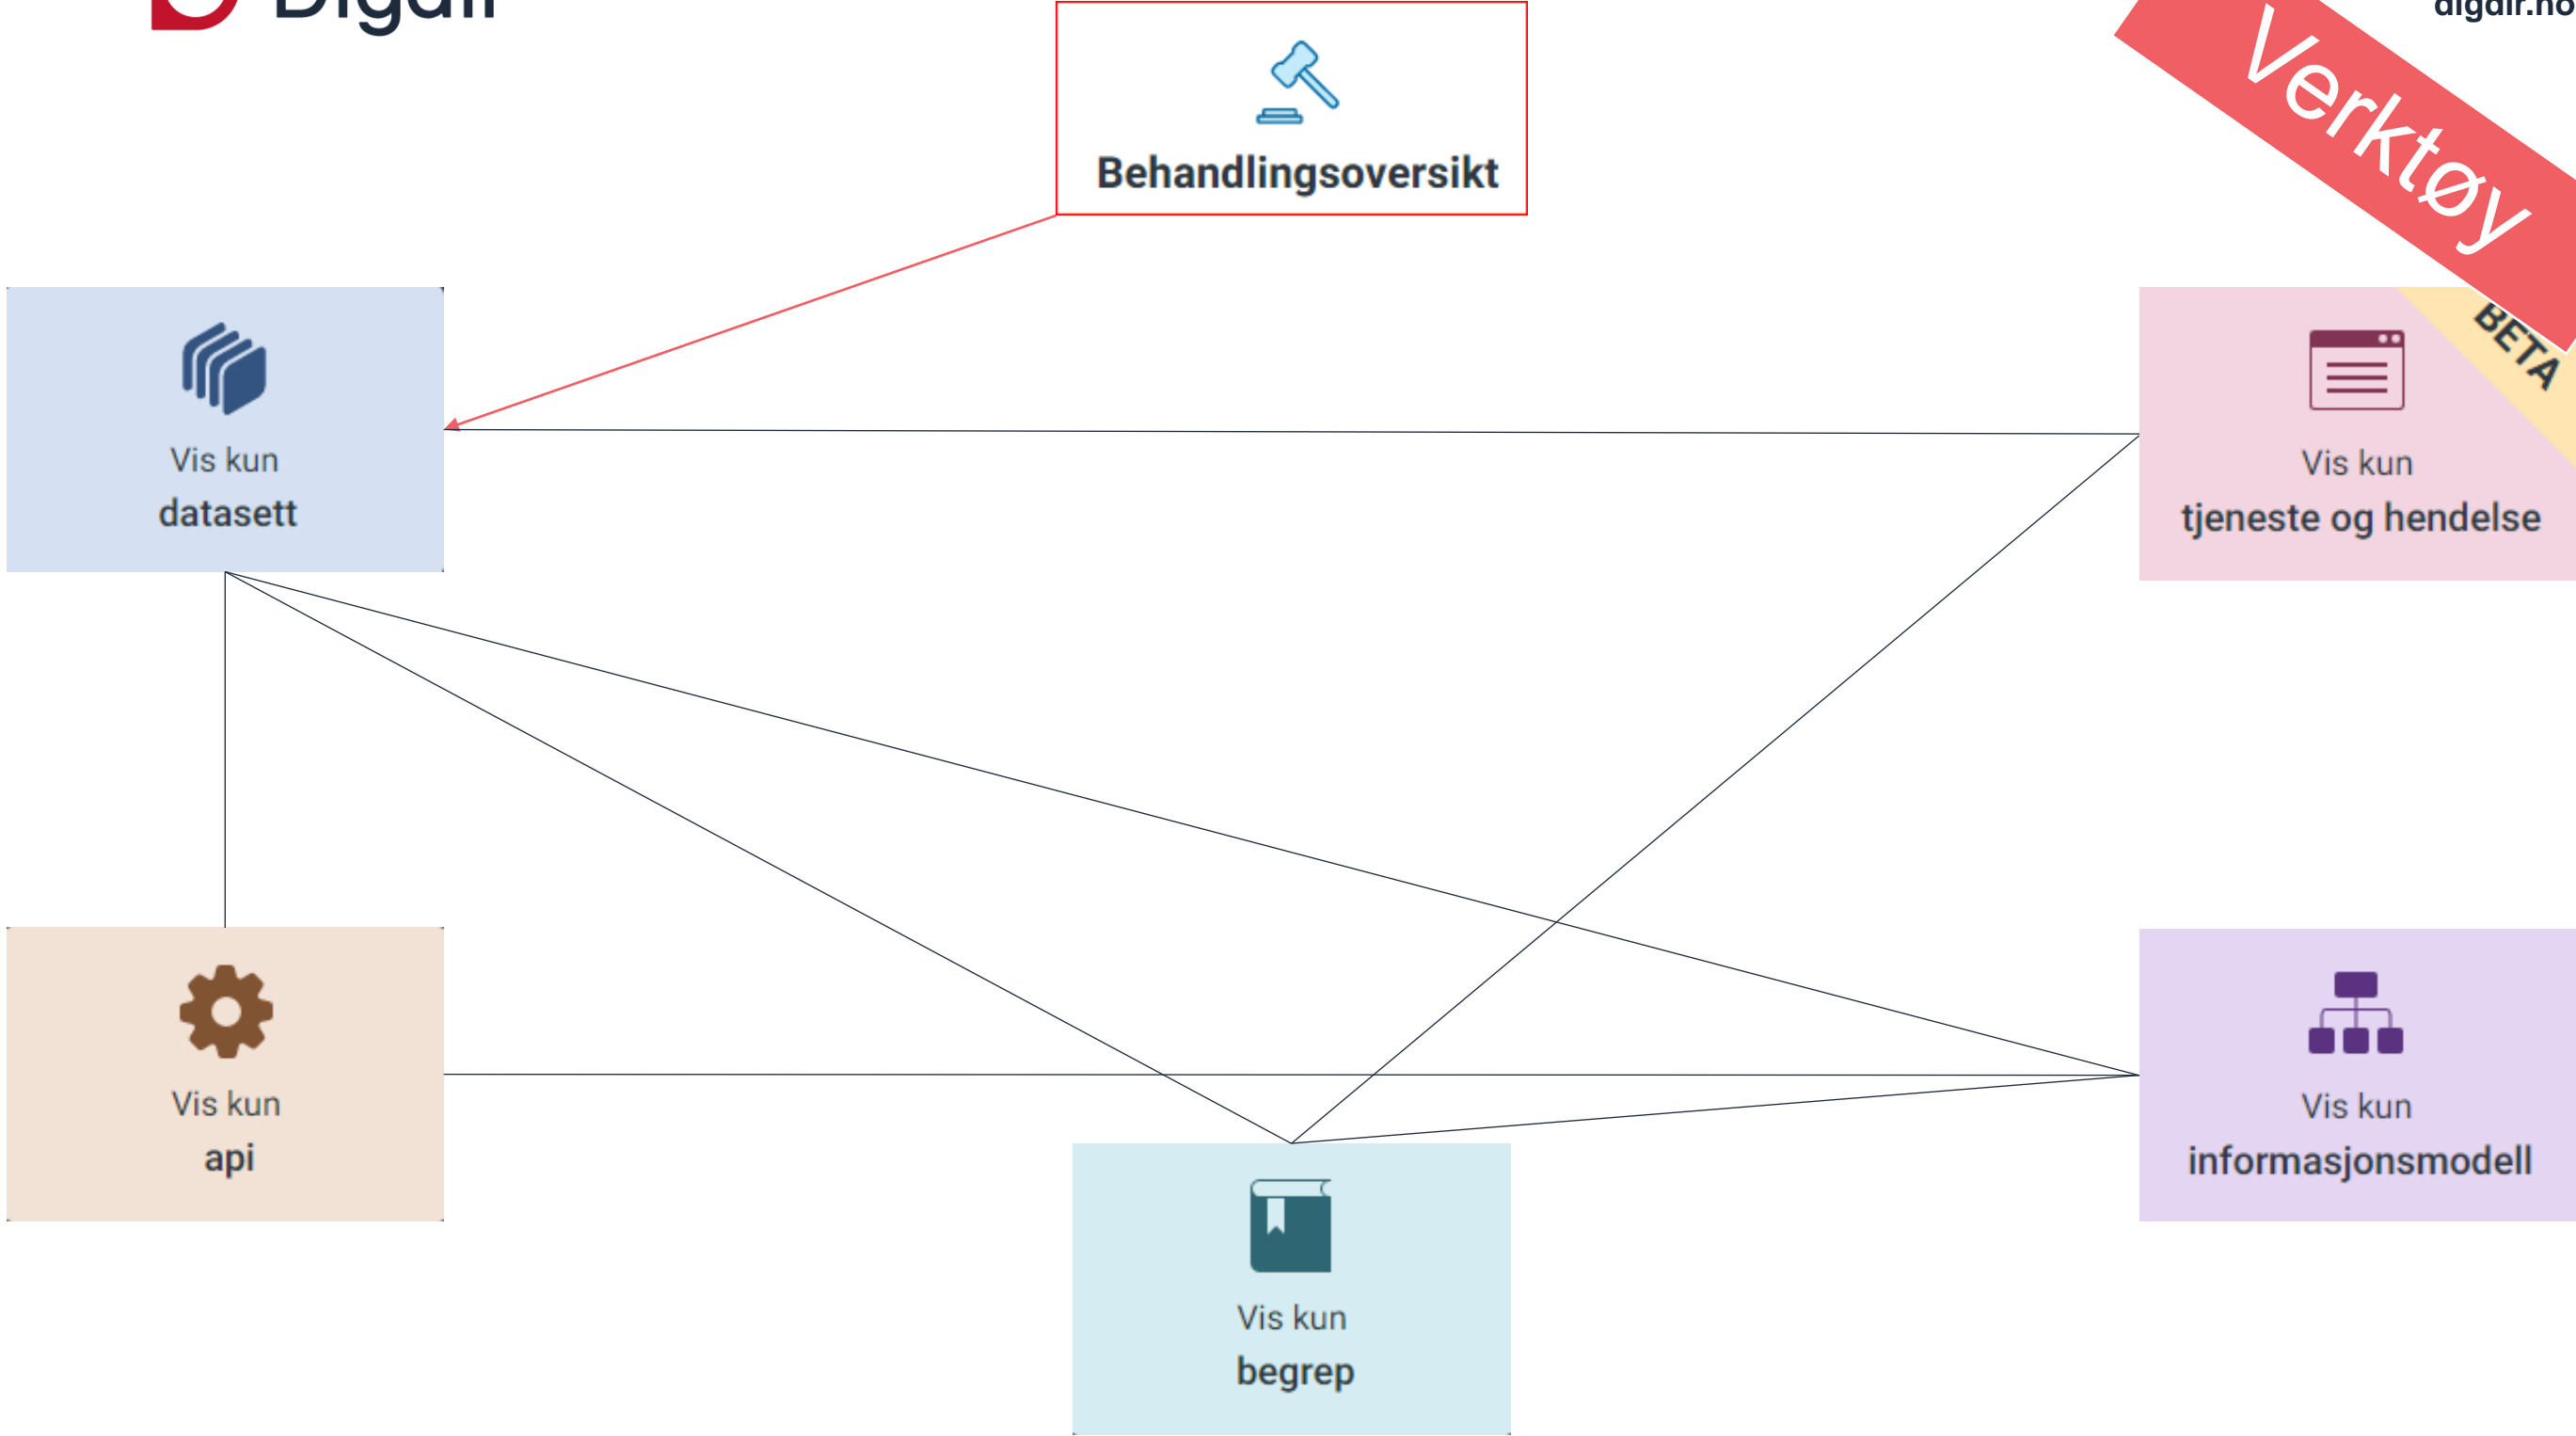 Digdir
digdir.no
Verktøy
Behandlingsoversikt
Vis kun
datasett
BETA
Vis kun
tjeneste og hendelse
Vis kun
api
Vis kun
informasjonsmodell
Vis kun
begrep